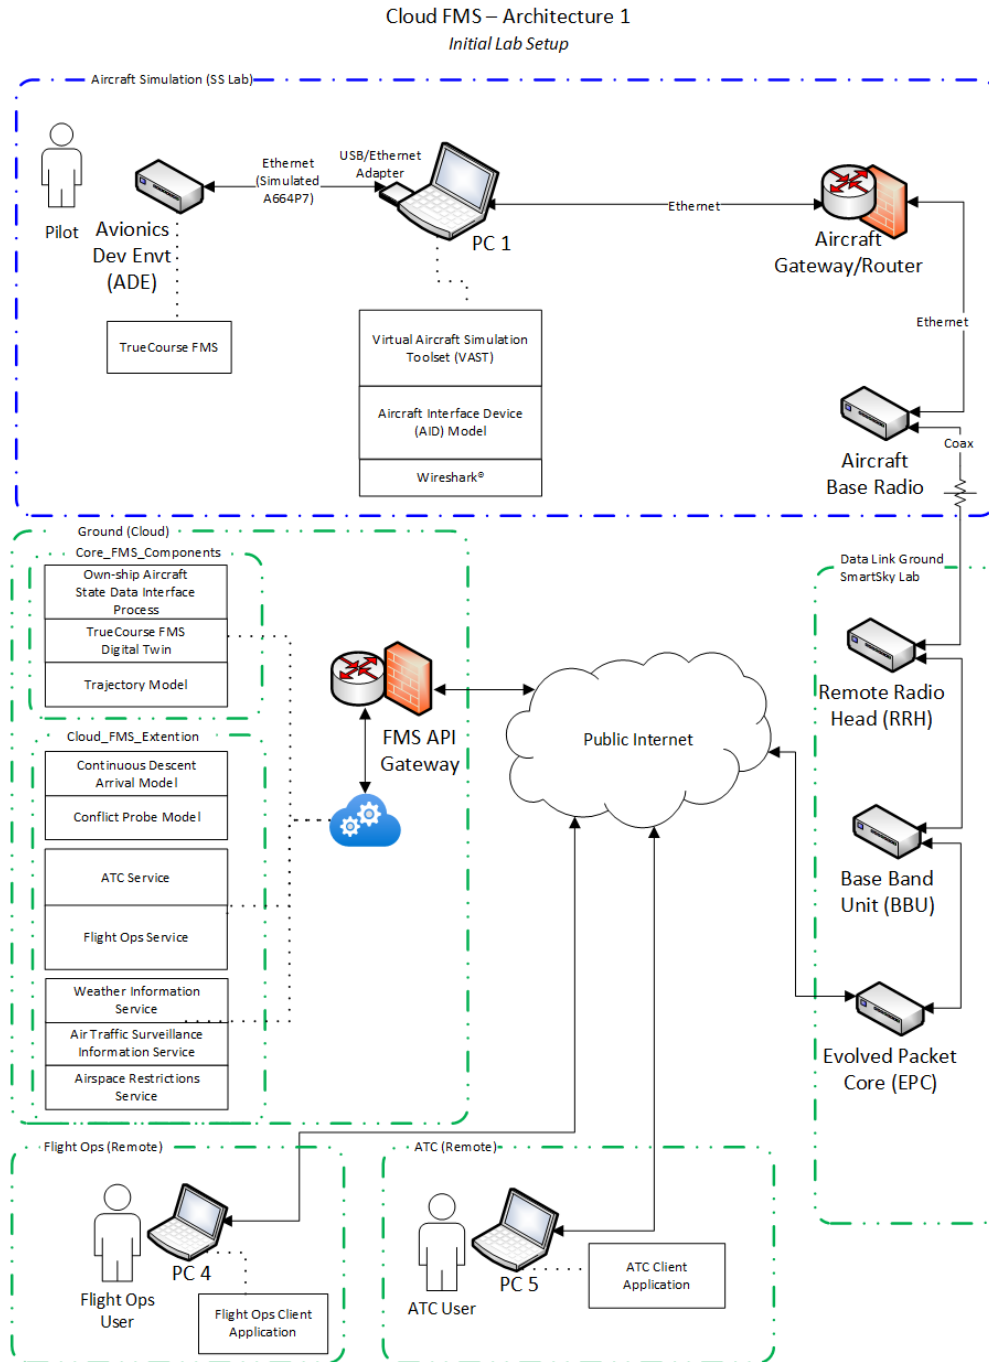 Cloud FMS – Architecture 1
Initial Lab Setup
Aircraft Simulation (SS Lab)
Pilot
Avionics
Dev Envt
(ADE)
Ethernet
(Simulated
A664P7)
USB/Ethernet
Adapter
PC 1
Ethernet
Aircraft
Gateway/Router
Ethernet
TrueCourse FMS
Virtual Aircraft Simulation
Toolset (VAST)
Aircraft Interface Device
(AID) Model
Wireshark®
Aircraft
Base Radio
Coax
Ground (Cloud)
Core_FMS_Components
Own-ship Aircraft
State Data Interface
Process
TrueCourse FMS
Digital Twin
Trajectory Model
Cloud_FMS_Extention
Continuous Descent
Arrival Model
Conflict Probe Model
ATC Service
Flight Ops Service
Weather Information
Service
Air Traffic Surveillance
Information Service
Airspace Restrictions
Service
FMS API
Gateway
Public Internet
Data Link Ground
SmartSky Lab
Remote Radio
Head (RRH)
Base Band
Unit (BBU)
Evolved Packet
Core (EPC)
Flight Ops (Remote)
Flight Ops
User
PC 4
Flight Ops Client
Application
ATC (Remote)
ATC User
PC 5
ATC Client
Application